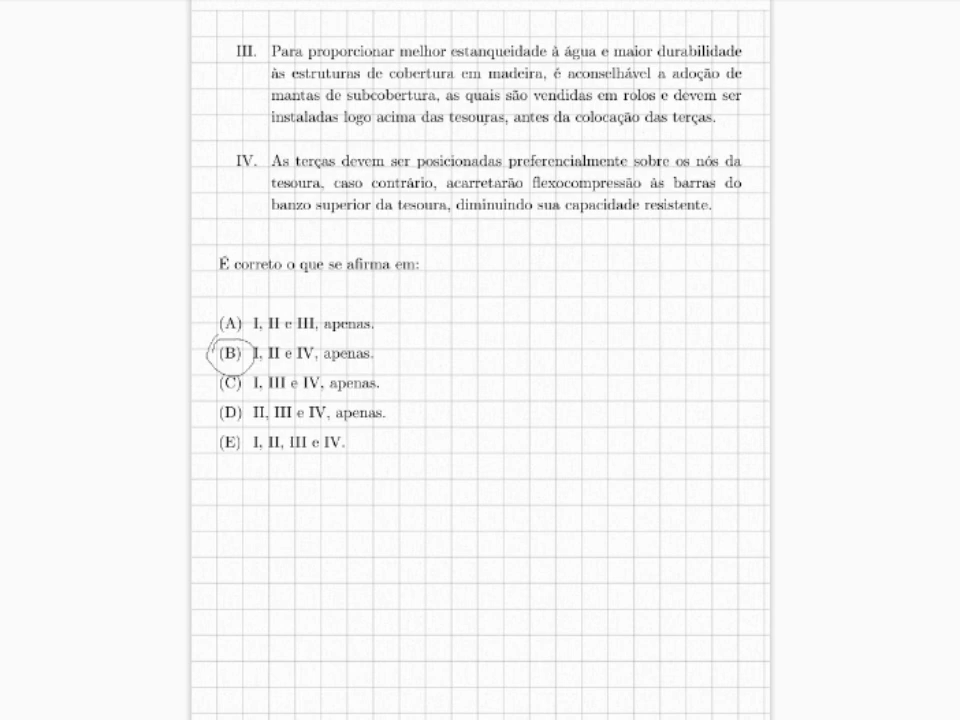 III. Para proporcionar melhor estanqueidade à água e maior durabilidade
às estruturas de cobertura em madeira, é aconselhável a adoção de
mantas de subcobertura, as quais são vendidas em rolos e devem ser
instaladas logo acima das tesouras, antes da colocação das terças.
IV. As terças devem ser posicionadas preferencialmente sobre os nós da
tesoura, caso contrário, acarretarão flexocompressão às barras do
banzo superior da tesoura, diminuindo sua capacidade resistente.
É correto o que se afirma em:
(A) I, II e III, apenas.
(B) I, II e IV, apenas.
(C) I, III e IV, apenas.
(D) II, III e IV, apenas.
(E) I, II, III e IV.